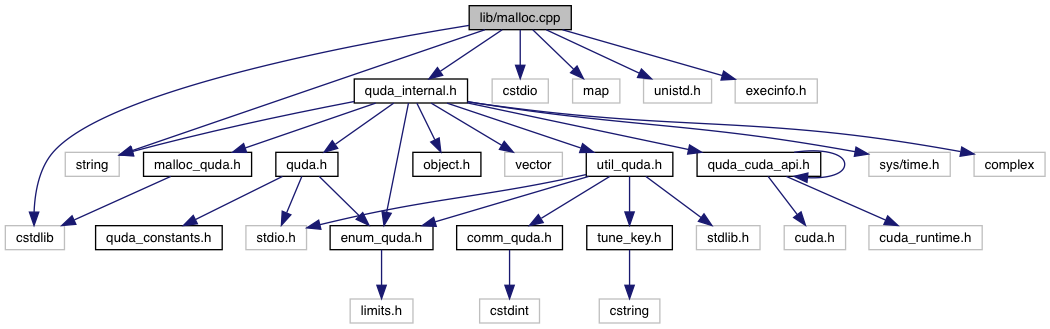 lib/malloc.cpp
quda_internal.h
cstdio
map
unistd.h
execinfo.h
string
malloc_quda.h
quda.h
object.h
vector
util_quda.h
quda_cuda_api.h
sys/time.h
complex
cstdlib
quda_constants.h
stdio.h
enum_quda.h
comm_quda.h
tune_key.h
stdlib.h
cuda.h
cuda_runtime.h
limits.h
cstdint
cstring